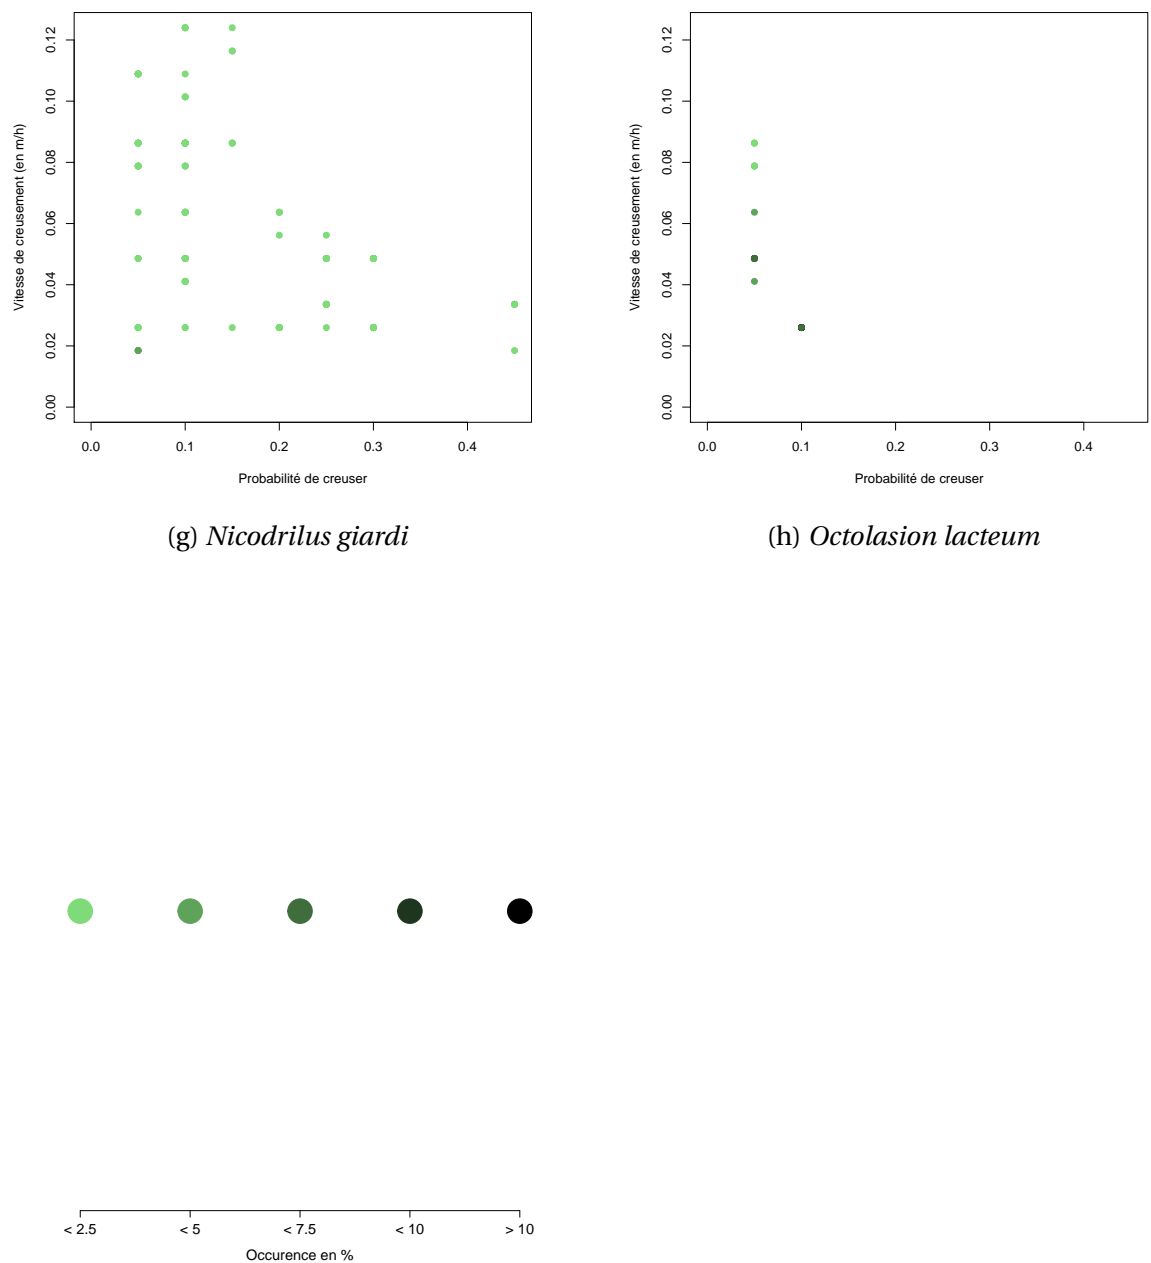 Vitesse de creusement (en m/h)
0.12
0.10
0.08
0.06
0.04
0.02
0.00
0.0 0.1 0.2 0.3 0.4
Probabilité de creuser
(g) Nicodrilus giardi
Vitesse de creusement (en m/h)
0.12
0.10
0.08
0.06
0.04
0.02
0.00
0.0 0.1 0.2 0.3 0.4
Probabilité de creuser
(h) Octolasion lacteum
< 2.5 < 5 < 7.5 < 10 > 10
Occurence en %